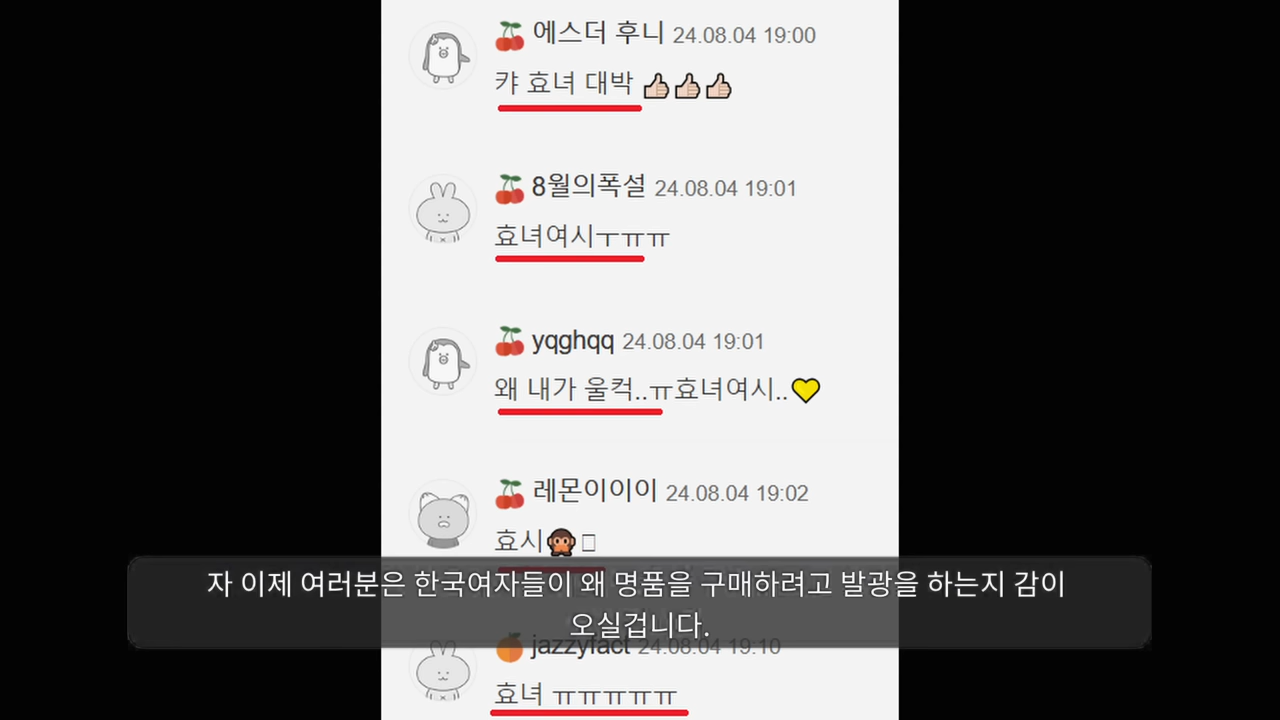 에스더 후니 24.08.04 19:00
캬 효녀 대박 👍🏻👍🏻👍🏻
8월의폭설 24.08.04 19:01
효녀여시ㅜㅠㅠ
yqghqq 24.08.04 19:01
왜 내가 울컥..ㅠ효녀여시..💛
레몬이이이 24.08.04 19:02
효시🙊
자 이제 여러분은 한국여자들이 왜 명품을 구매하려고 발광을 하는지 감이
오실겁니다.
jazzyfact 24.08.04 19:10
효녀 ㅠㅠㅠㅠㅠ